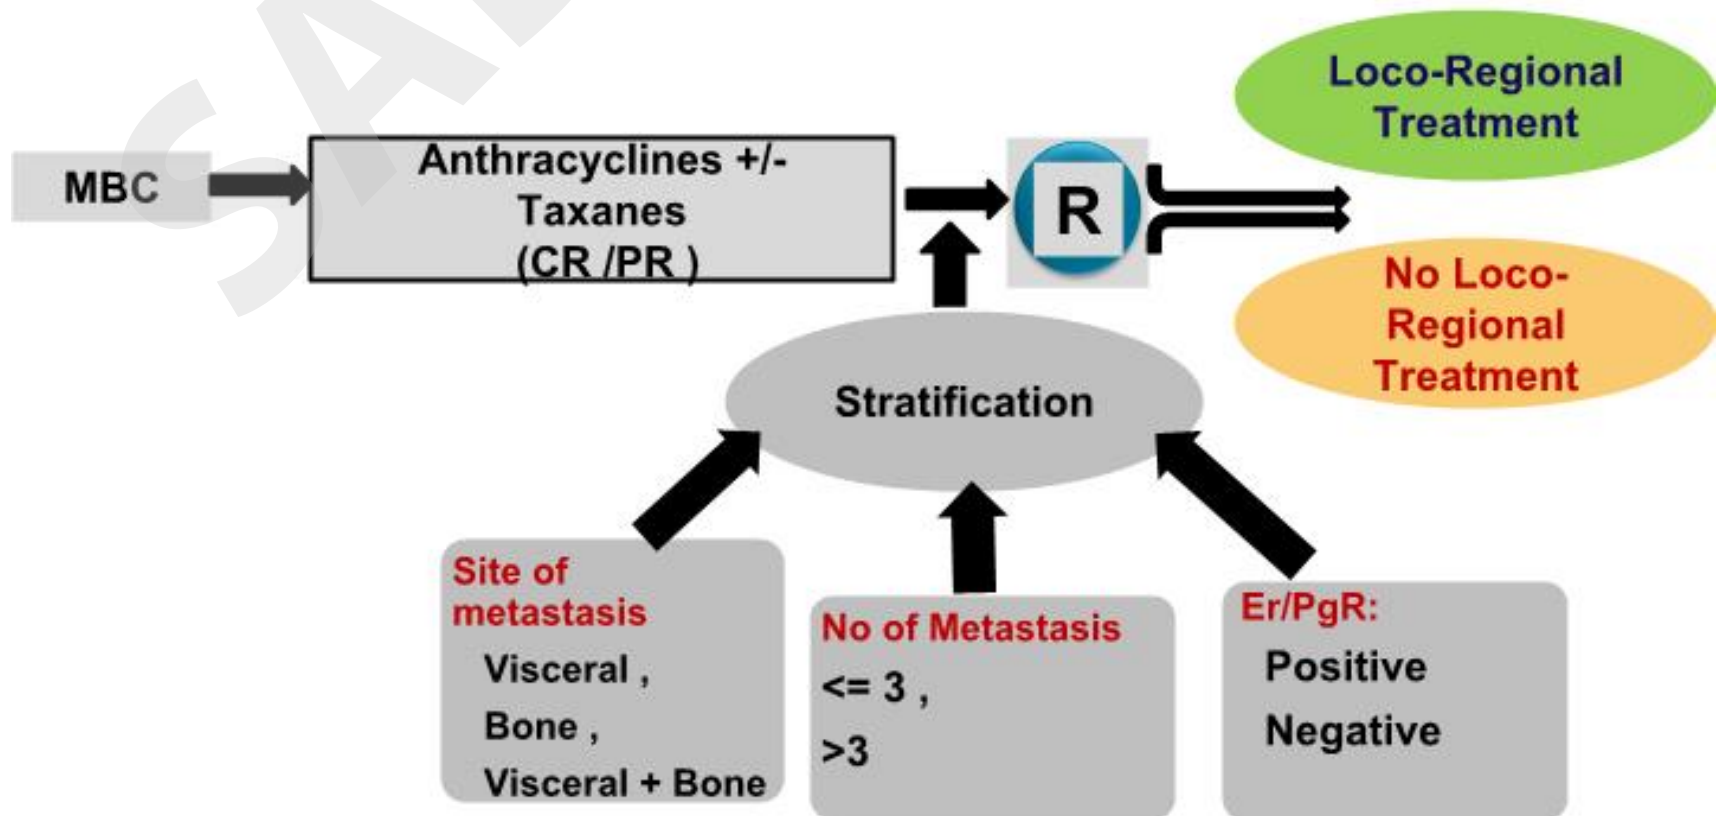 MBC
Anthracyclines +/-
Taxanes
(CR /PR )
R
Loco-Regional
Treatment
No Loco-
Regional
Treatment
Stratification
Site of
metastasis
Visceral ,
Bone ,
Visceral + Bone
No of Metastasis
<= 3 ,
>3
Er/PgR:
Positive
Negative